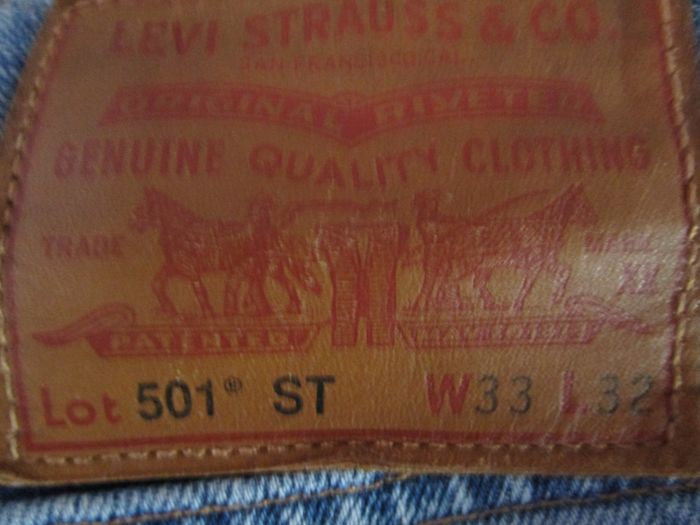 LEVI STRAUSS & CO.
SAN FRANCISCO, CAL.
ORIGINAL RIVETED
GENUINE QUALITY CLOTHING
TRADE MARK
XX
PATENTED
Lot 501® ST W33 L32